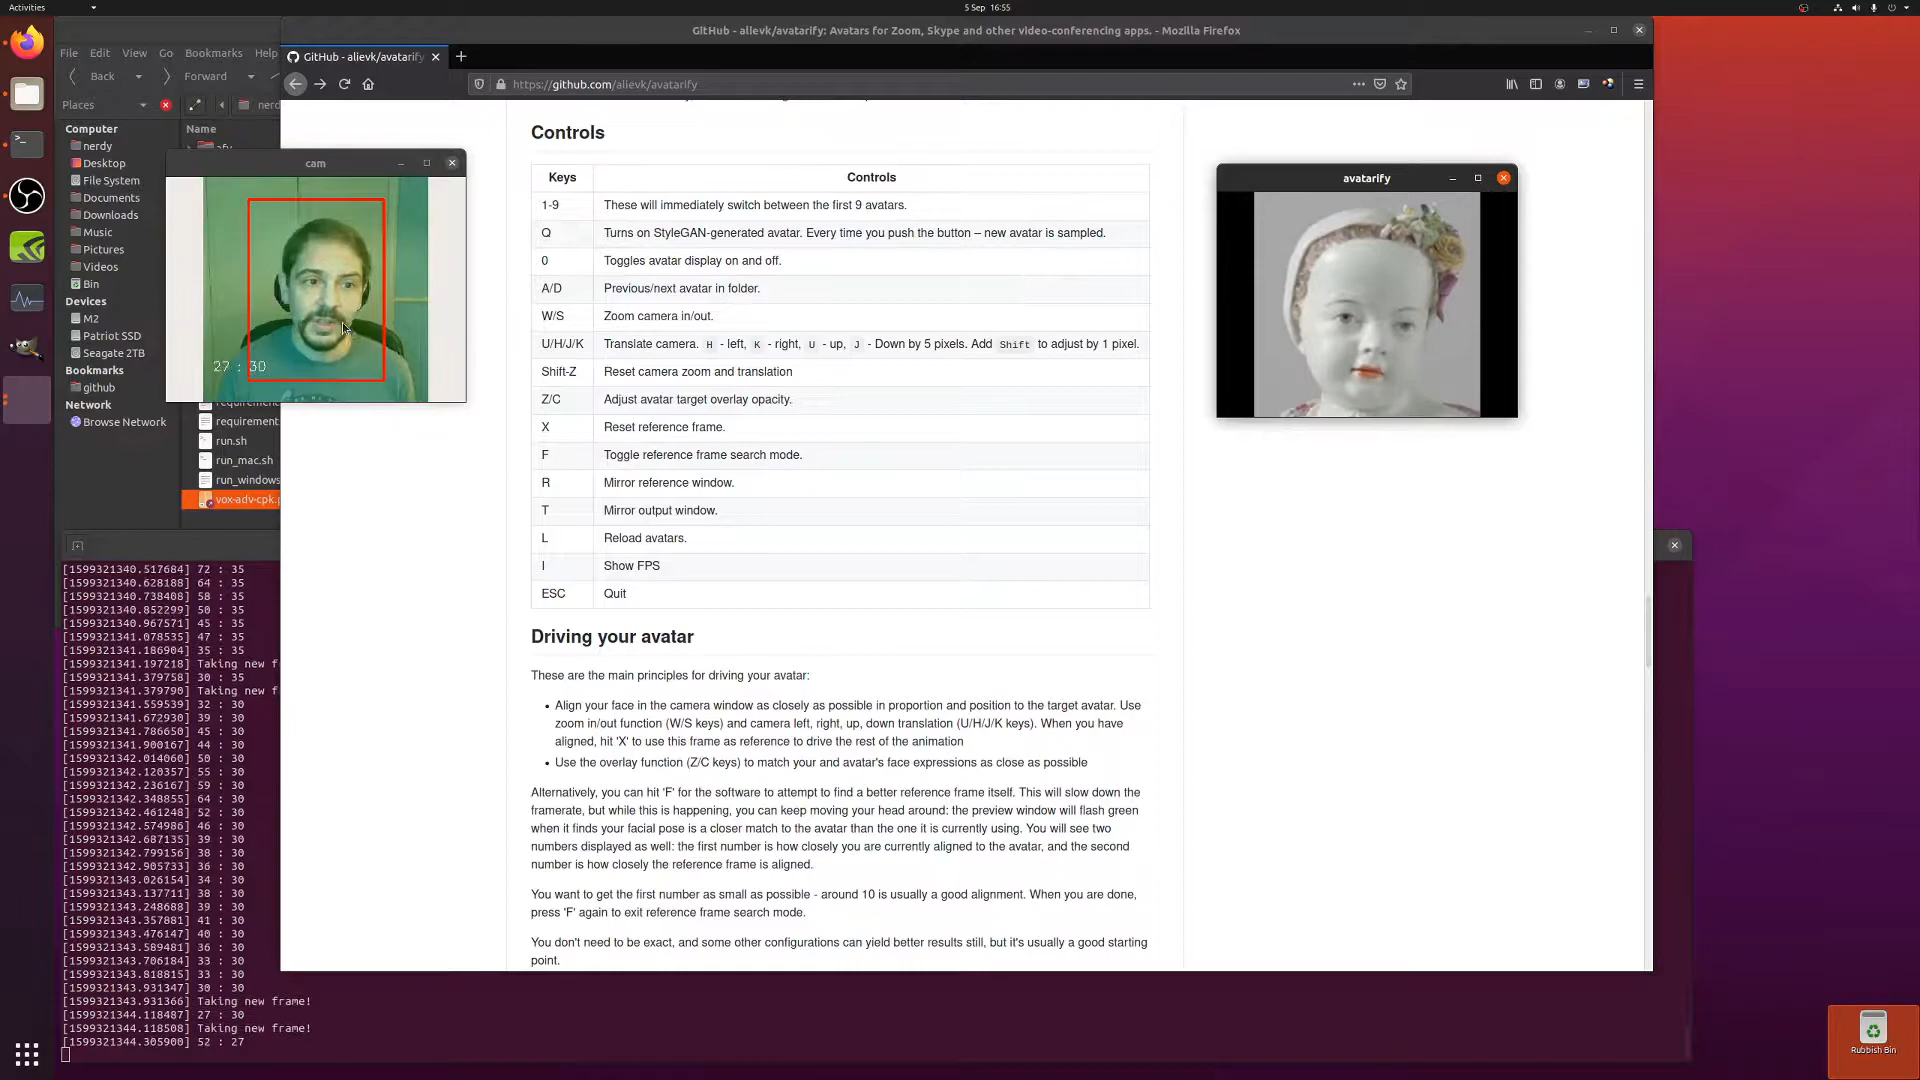 Activities
5 Sep 16:55
GitHub - alievk/avatarify: Avatars for Zoom, Skype and other video-conferencing apps. - Mozilla Firefox
File Edit View Go Bookmarks Help
GitHub - alievk/avatarify
Back Forward
https://github.com/alievk/avatarify
Places
nerd
Name
Computer
nerdy
Desktop
File System
Documents
Downloads
Music
Pictures
Videos
Bin
Devices
M2
Patriot SSD
Seagate 2TB
Bookmarks
github
Network
Browse Network
afy
requirement
requirement
run.sh
run_mac.sh
run_windows
vox-adv-cpk.
cam
27 : 30
avatarify
Controls
Keys Controls
1-9 These will immediately switch between the first 9 avatars.
Q Turns on StyleGAN-generated avatar. Every time you push the button – new avatar is sampled.
0 Toggles avatar display on and off.
A/D Previous/next avatar in folder.
W/S Zoom camera in/out.
U/H/J/K Translate camera. H - left, K - right, U - up, J - Down by 5 pixels. Add Shift to adjust by 1 pixel.
Shift-Z Reset camera zoom and translation
Z/C Adjust avatar target overlay opacity.
X Reset reference frame.
F Toggle reference frame search mode.
R Mirror reference window.
T Mirror output window.
L Reload avatars.
I Show FPS
ESC Quit
Driving your avatar
These are the main principles for driving your avatar:
• Align your face in the camera window as closely as possible in proportion and position to the target avatar. Use
zoom in/out function (W/S keys) and camera left, right, up, down translation (U/H/J/K keys). When you have
aligned, hit 'X' to use this frame as reference to drive the rest of the animation
• Use the overlay function (Z/C keys) to match your and avatar's face expressions as close as possible
Alternatively, you can hit 'F' for the software to attempt to find a better reference frame itself. This will slow down the
framerate, but while this is happening, you can keep moving your head around: the preview window will flash green
when it finds your facial pose is a closer match to the avatar than the one it is currently using. You will see two
numbers displayed as well: the first number is how closely you are currently aligned to the avatar, and the second
number is how closely the reference frame is aligned.
You want to get the first number as small as possible - around 10 is usually a good alignment. When you are done,
press 'F' again to exit reference frame search mode.
You don't need to be exact, and some other configurations can yield better results still, but it's usually a good starting
point.
[1599321340.517684] 72 : 35
[1599321340.628188] 64 : 35
[1599321340.738408] 58 : 35
[1599321340.852299] 50 : 35
[1599321340.967571] 45 : 35
[1599321341.078535] 47 : 35
[1599321341.186904] 35 : 35
[1599321341.197218] Taking new f
[1599321341.379758] 30 : 35
[1599321341.379790] Taking new f
[1599321341.559539] 32 : 30
[1599321341.672930] 39 : 30
[1599321341.786650] 45 : 30
[1599321341.900167] 44 : 30
[1599321342.014060] 50 : 30
[1599321342.120357] 55 : 30
[1599321342.236167] 59 : 30
[1599321342.348855] 64 : 30
[1599321342.461248] 52 : 30
[1599321342.574986] 46 : 30
[1599321342.687135] 39 : 30
[1599321342.799156] 38 : 30
[1599321342.905733] 36 : 30
[1599321343.026154] 34 : 30
[1599321343.137711] 38 : 30
[1599321343.248688] 39 : 30
[1599321343.357881] 41 : 30
[1599321343.476147] 40 : 30
[1599321343.589481] 36 : 30
[1599321343.706184] 33 : 30
[1599321343.818815] 33 : 30
[1599321343.931347] 30 : 30
[1599321343.931366] Taking new frame!
[1599321344.118487] 27 : 30
[1599321344.118508] Taking new frame!
[1599321344.305900] 52 : 27
Rubbish Bin